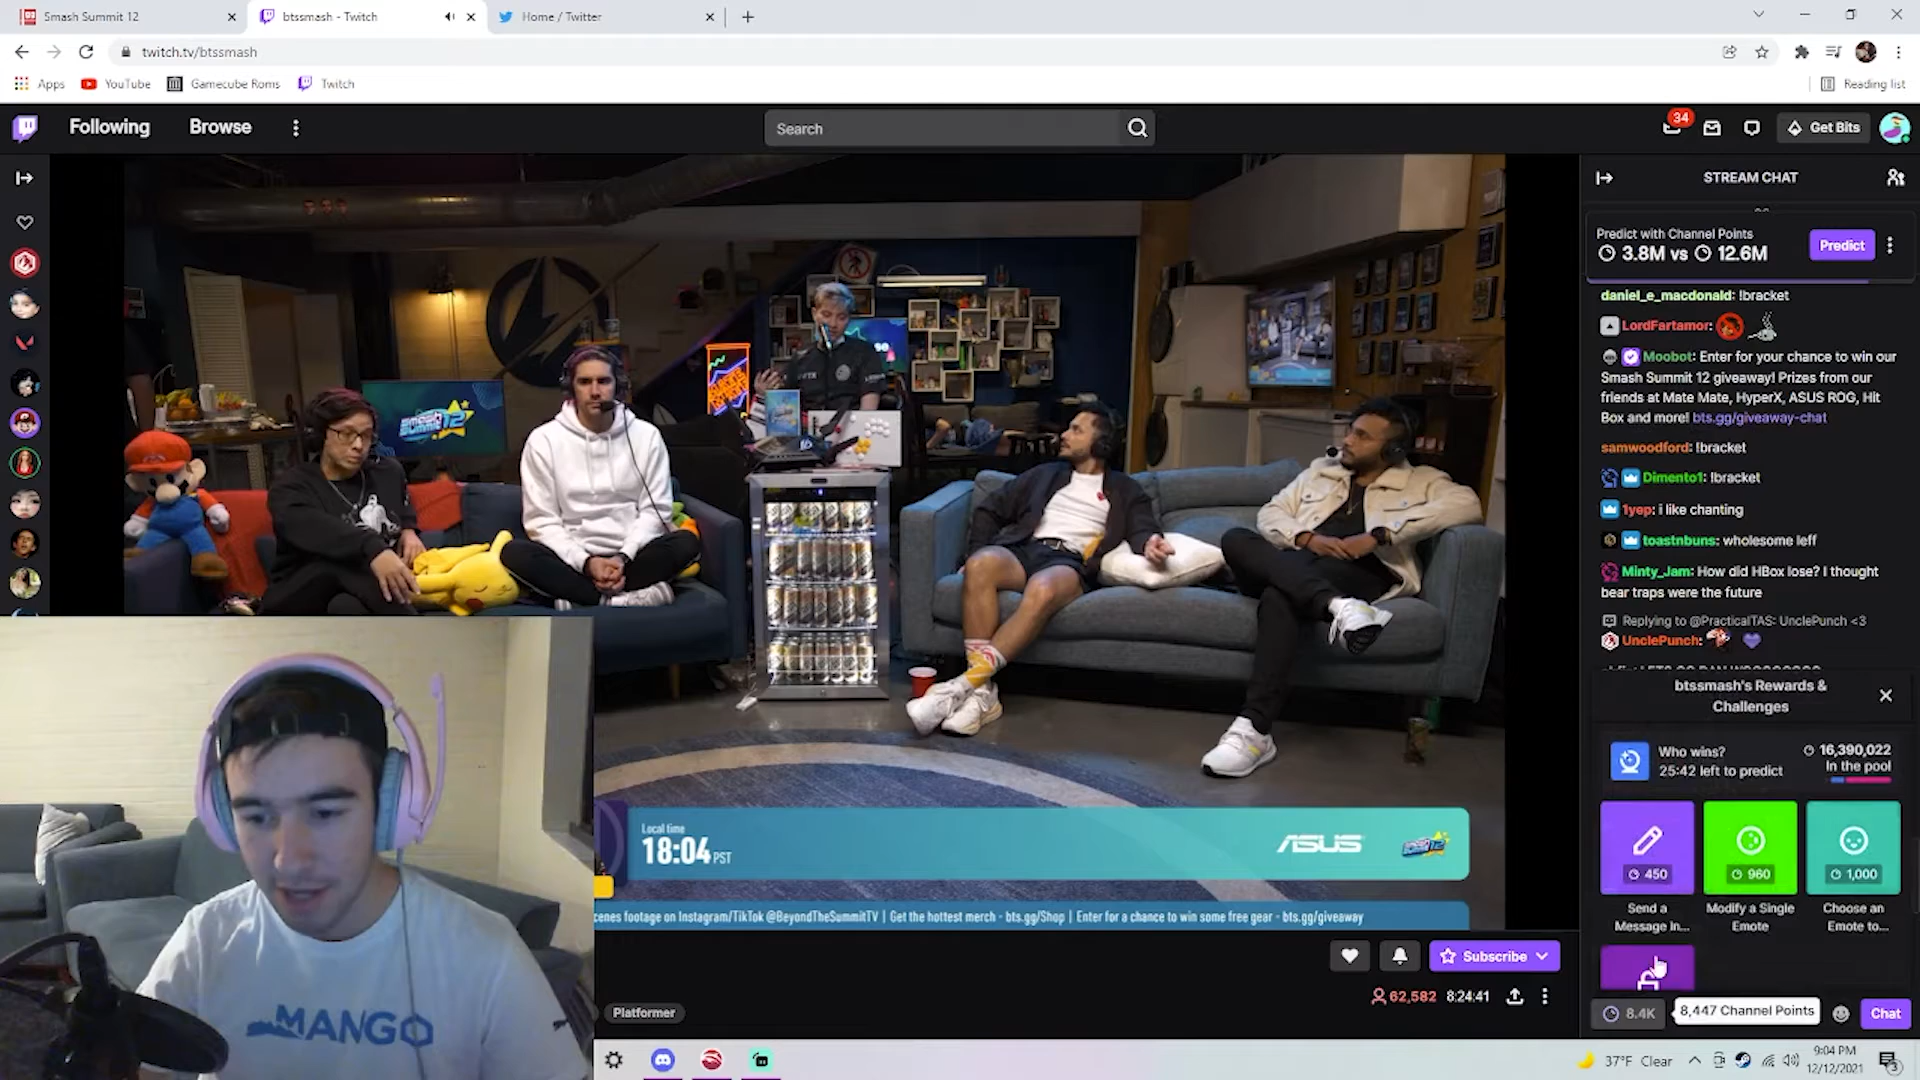 Smash Summit 12
btssmash - Twitch
Home / Twitter
twitch.tv/btssmash
Apps
YouTube
Gamecube Roms
Twitch
Reading list
Following
Browse
Search
34
Get Bits
STREAM CHAT
Predict with Channel Points
3.8M vs 12.6M
Predict
daniel_e_macdonald: !bracket
LordFartamor:
Moobot: Enter for your chance to win our
Smash Summit 12 giveaway! Prizes from our
friends at Mate Mate, HyperX, ASUS ROG, Hit
Box and more! bts.gg/giveaway-chat
samwoodford: !bracket
Dimento1: !bracket
1yep: i like chanting
toastnbuns: wholesome leff
Minty_Jam: How did HBox lose? I thought
bear traps were the future
Replying to @PracticalTAS: UnclePunch <3
UnclePunch:
btssmash's Rewards &
Challenges
Who wins?
25:42 left to predict
16,390,022
In the pool
450
960
1,000
Send a
Message In...
Modify a Single
Emote
Choose an
Emote to...
8.4K
8,447 Channel Points
Chat
SMASH
SUMMIT 12
Local time
18:04 PST
ASUS
cenes footage on Instagram/TikTok @BeyondTheSummitTV | Get the hottest merch - bts.gg/Shop | Enter for a chance to win some free gear - bts.gg/giveaway
Subscribe
62,582
8:24:41
Platformer
MANGO
37°F Clear
9:04 PM
12/12/2021
3